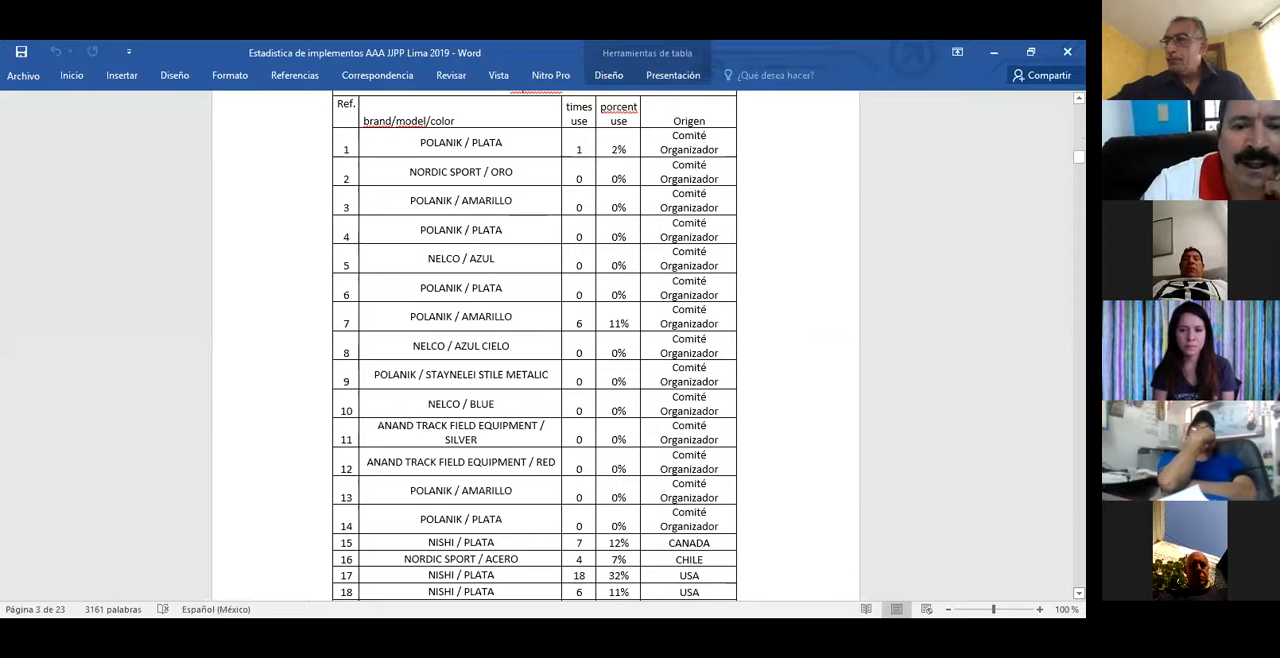 Estadistica de implementos AAA JJPP Lima 2019 - Word
Herramientas de tabla
Archivo Inicio Insertar Diseño Formato Referencias Correspondencia Revisar Vista Nitro Pro Diseño Presentación ¿Qué desea hacer? Compartir
Ref. brand/model/color times use porcent use Origen
1 POLANIK / PLATA 1 2% Comité Organizador
2 NORDIC SPORT / ORO 0 0% Comité Organizador
3 POLANIK / AMARILLO 0 0% Comité Organizador
4 POLANIK / PLATA 0 0% Comité Organizador
5 NELCO / AZUL 0 0% Comité Organizador
6 POLANIK / PLATA 0 0% Comité Organizador
7 POLANIK / AMARILLO 6 11% Comité Organizador
8 NELCO / AZUL CIELO 0 0% Comité Organizador
9 POLANIK / STAYNELEI STILE METALIC 0 0% Comité Organizador
10 NELCO / BLUE 0 0% Comité Organizador
11 ANAND TRACK FIELD EQUIPMENT / SILVER 0 0% Comité Organizador
12 ANAND TRACK FIELD EQUIPMENT / RED 0 0% Comité Organizador
13 POLANIK / AMARILLO 0 0% Comité Organizador
14 POLANIK / PLATA 0 0% Comité Organizador
15 NISHI / PLATA 7 12% CANADA
16 NORDIC SPORT / ACERO 4 7% CHILE
17 NISHI / PLATA 18 32% USA
18 NISHI / PLATA 6 11% USA
Página 3 de 23 3161 palabras Español (México) 100 %